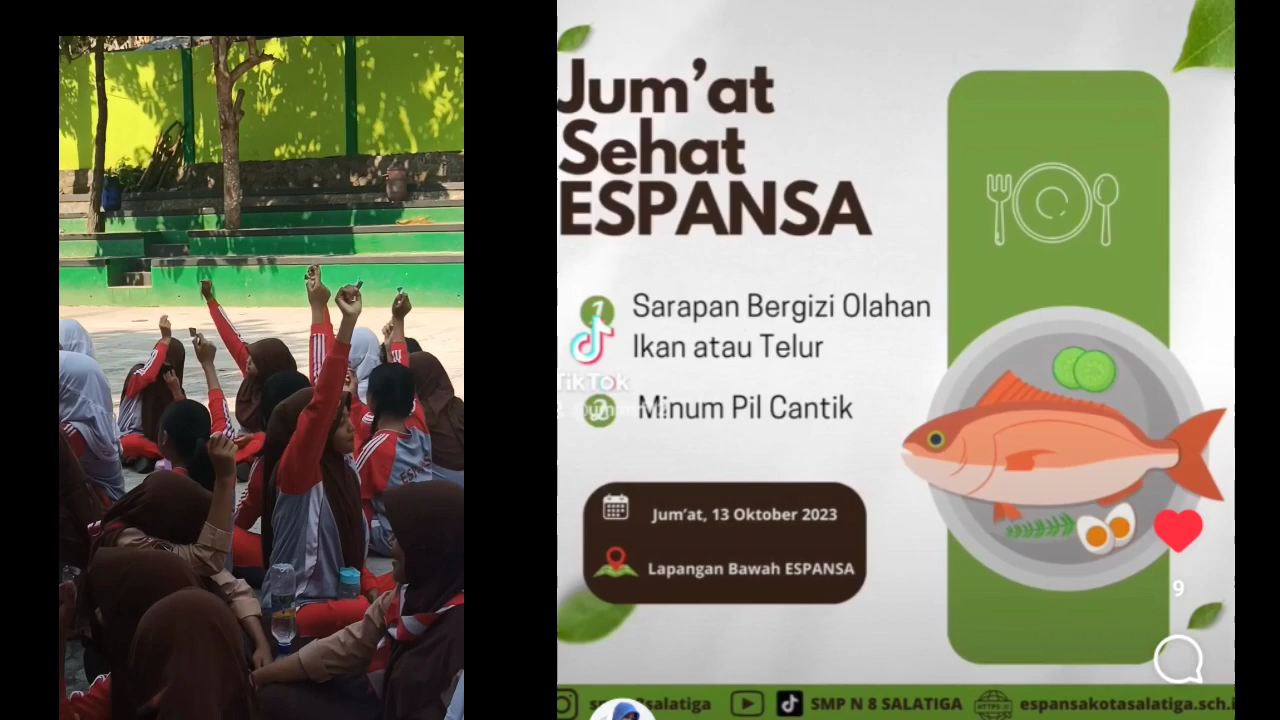 Jum'at
Sehat
ESPANSA
1 Sarapan Bergizi Olahan
Ikan atau Telur
TikTok
2 Minum Pil Cantik
Jum'at, 13 Oktober 2023
Lapangan Bawah ESPANSA
9
SMP N 8 SALATIGA
HTTPS://
espansakotasalatiga.sch.i